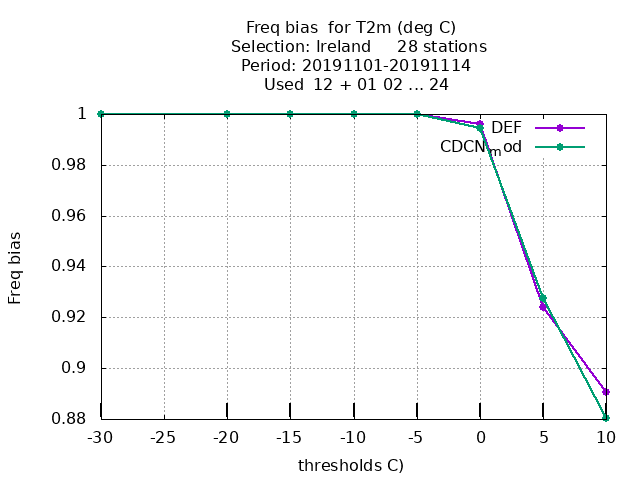 Freq bias  for T2m (deg C)
Selection: Ireland     28 stations
Period: 20191101-20191114
Used  12 + 01 02 ... 24
DEF
CDCN_mod
Freq bias
1
0.98
0.96
0.94
0.92
0.9
0.88
-30
-25
-20
-15
-10
-5
0
5
10
thresholds C)